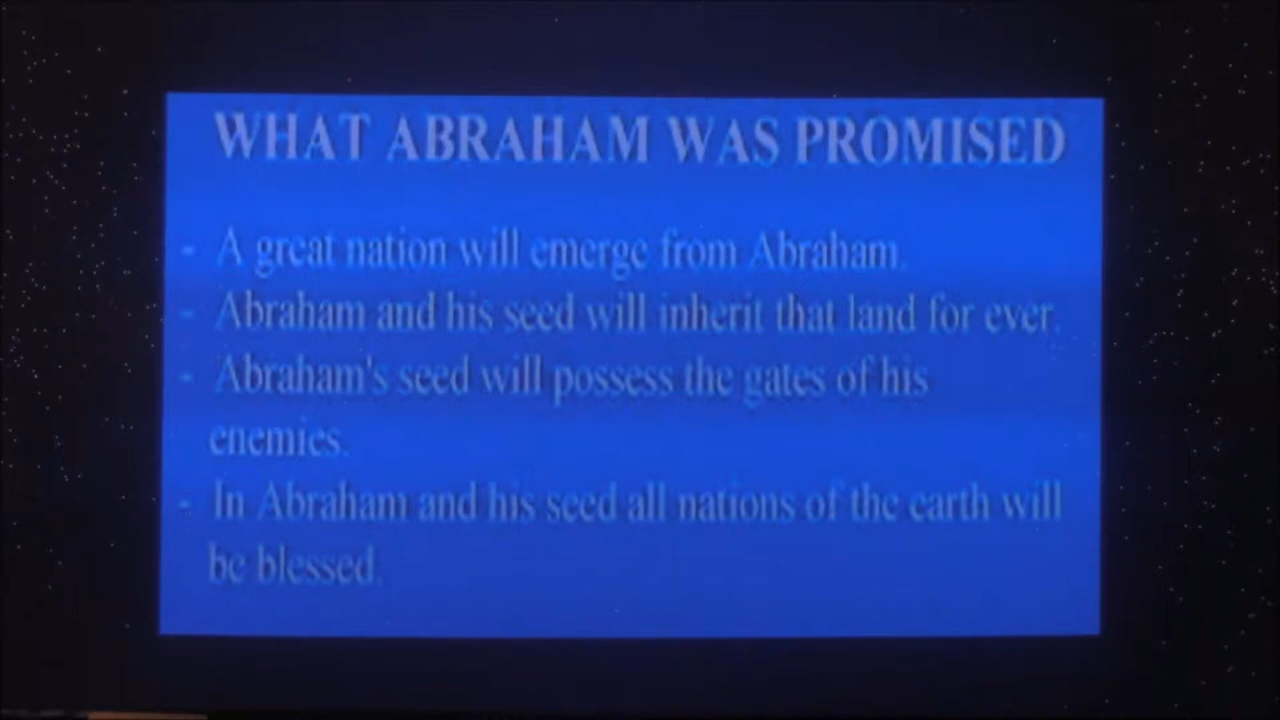 WHAT ABRAHAM WAS PROMISED
- A great nation will emerge from Abraham.
- Abraham and his seed will inherit that land for ever.
- Abraham's seed will possess the gates of his
enemies.
- In Abraham and his seed all nations of the earth will
be blessed.